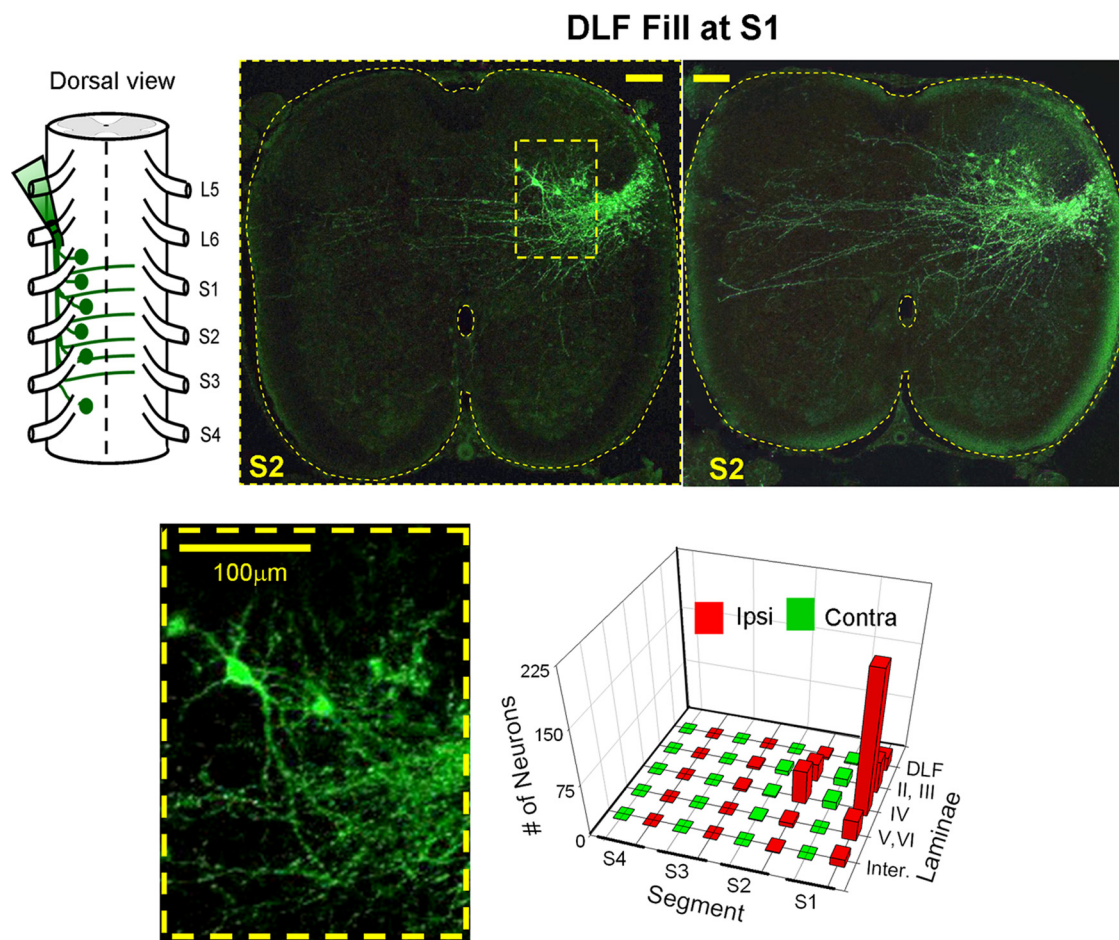 DLF Fill at S1
Dorsal view
L5
L6
S1
S2
S3
S4
S2
S2
100μm
Ipsi
Contra
225
150
75
0
# of Neurons
S4
S3
S2
S1
Segment
DLF
II, III
IV
V,VI
Inter.
Laminae